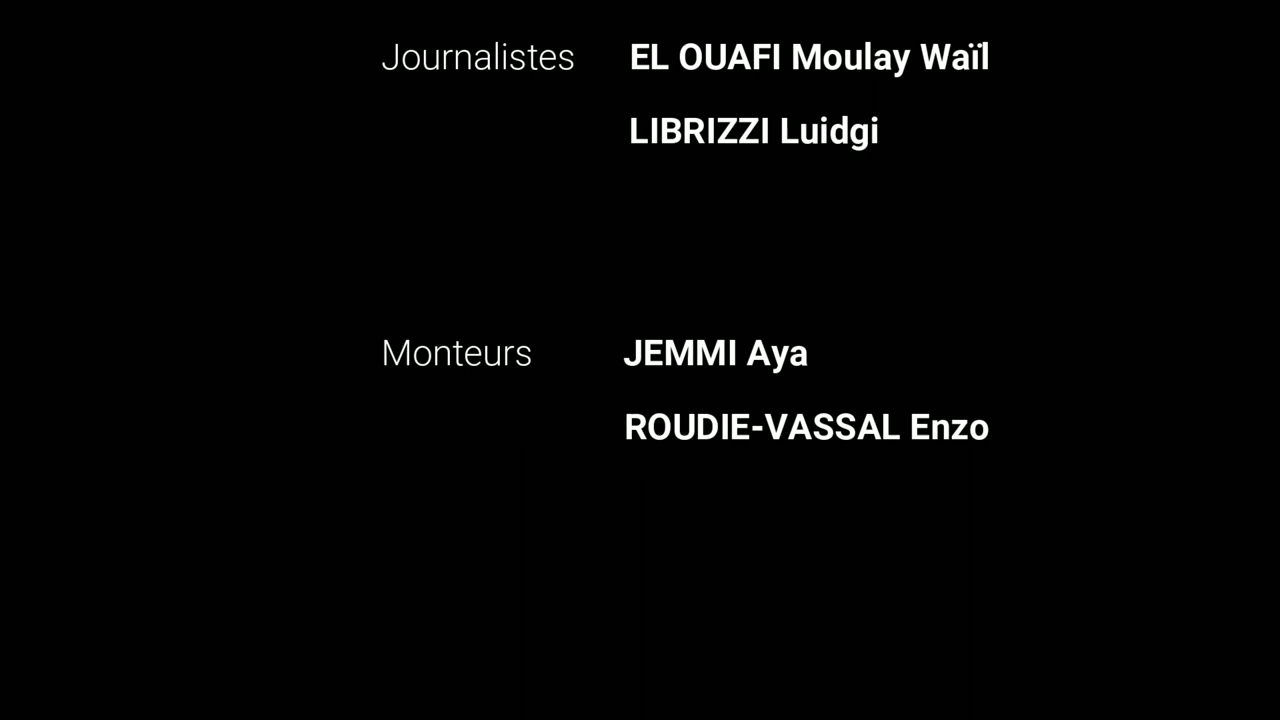 Journalistes EL OUAFI Moulay Waïl
LIBRIZZI Luidgi
Monteurs JEMMI Aya
ROUDIE-VASSAL Enzo